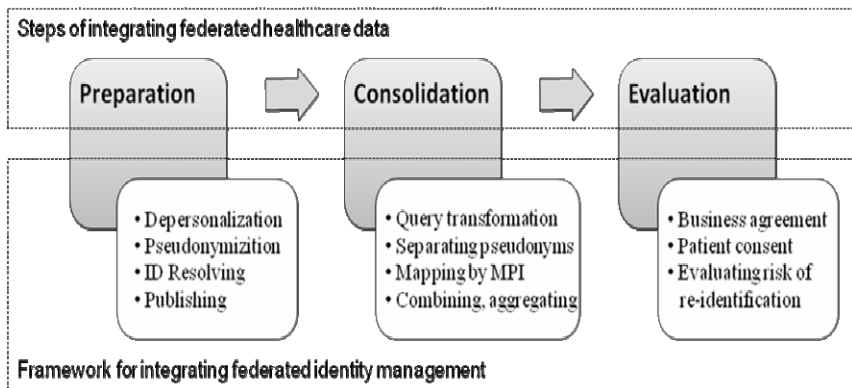 Steps of integrating federated healthcare data
Preparation
Consolidation
Evaluation
• Depersonalization
• Pseudonymizition
• ID Resolving
• Publishing
• Query transformation
• Separating pseudonyms
• Mapping by MPI
• Combining, aggregating
• Business agreement
• Patient consent
• Evaluating risk of
re-identification
Framework for integrating federated identity management